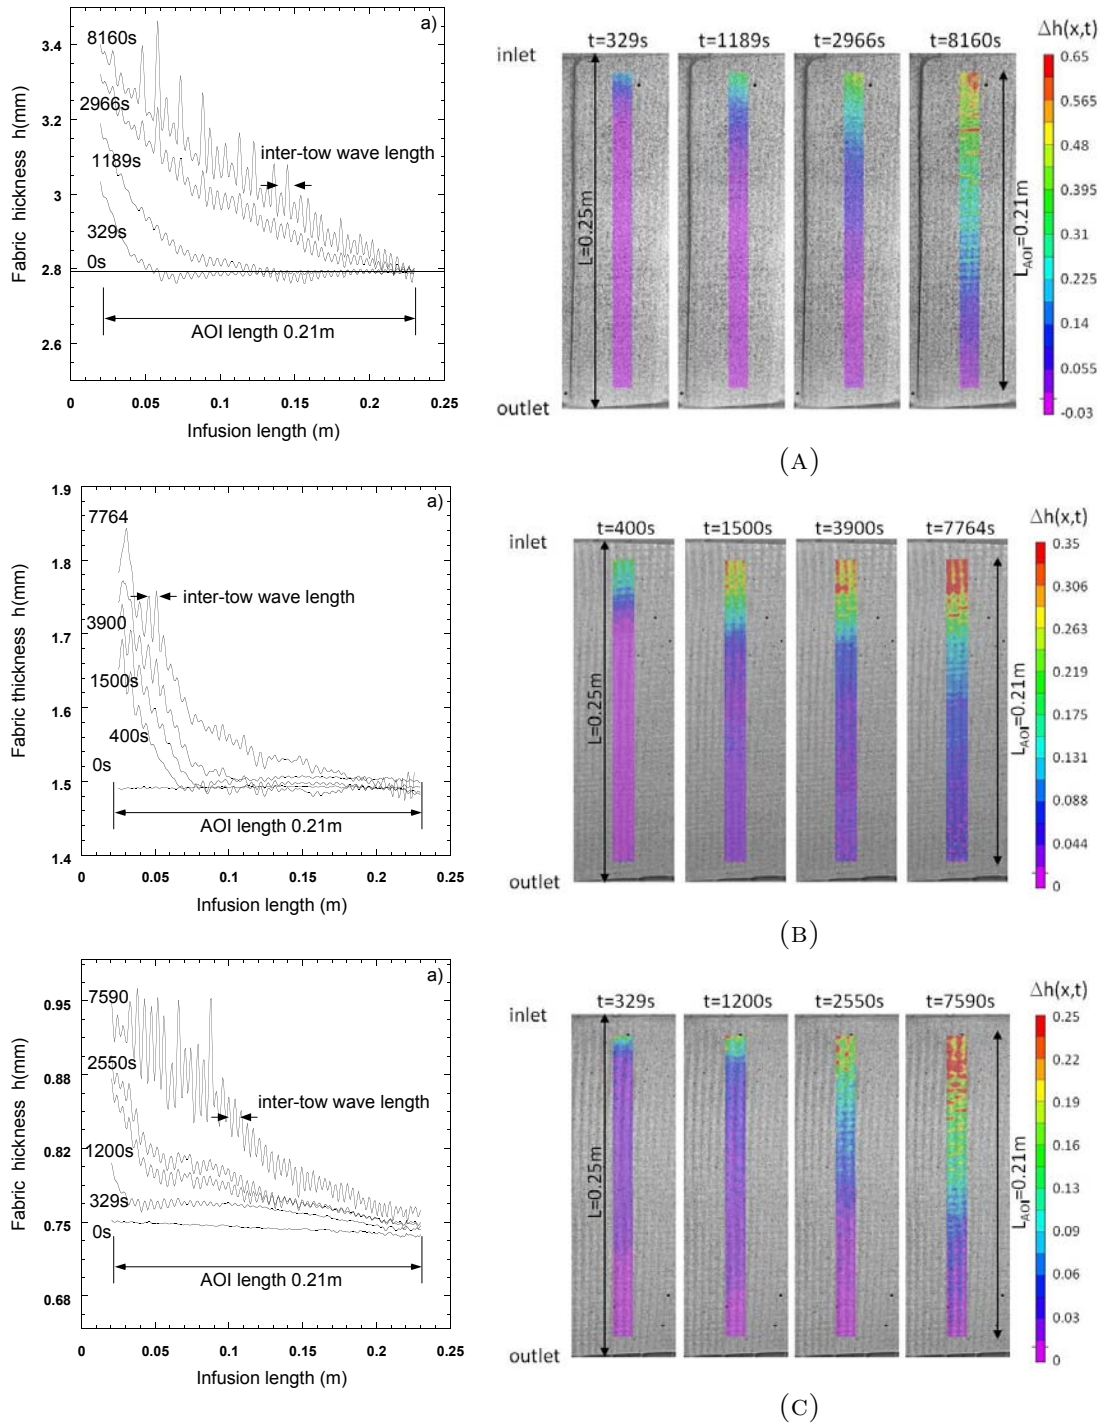 a)
3.4
3.2
3
2.8
2.6
8160s
2966s
1189s
329s
0s
inter-tow wave length
AOI length 0.21m
Fabric hickness h(mm)
0 0.05 0.1 0.15 0.2 0.25
Infusion length (m)
t=329s t=1189s t=2966s t=8160s
inlet
outlet
L=0.25m
L_AOI=0.21m
Δh(x,t)
0.65
0.565
0.48
0.395
0.31
0.225
0.14
0.055
-0.03
(A)
a)
1.9
1.8
1.7
1.6
1.5
1.4
7764
3900
1500s
400s
0s
inter-tow wave length
AOI length 0.21m
Fabric thickness h(mm)
0 0.05 0.1 0.15 0.2 0.25
Infusion length (m)
t=400s t=1500s t=3900s t=7764s
inlet
outlet
L=0.25m
L_AOI=0.21m
Δh(x,t)
0.35
0.306
0.263
0.219
0.175
0.131
0.088
0.044
0
(B)
a)
0.95
0.88
0.82
0.75
0.68
7590
2550s
1200s
329s
0s
inter-tow wave length
AOI length 0.21m
Fabric hickness h(mm)
0 0.05 0.1 0.15 0.2 0.25
Infusion length (m)
t=329s t=1200s t=2550s t=7590s
inlet
outlet
L=0.25m
L_AOI=0.21m
Δh(x,t)
0.25
0.22
0.19
0.16
0.13
0.09
0.06
0.03
0
(C)